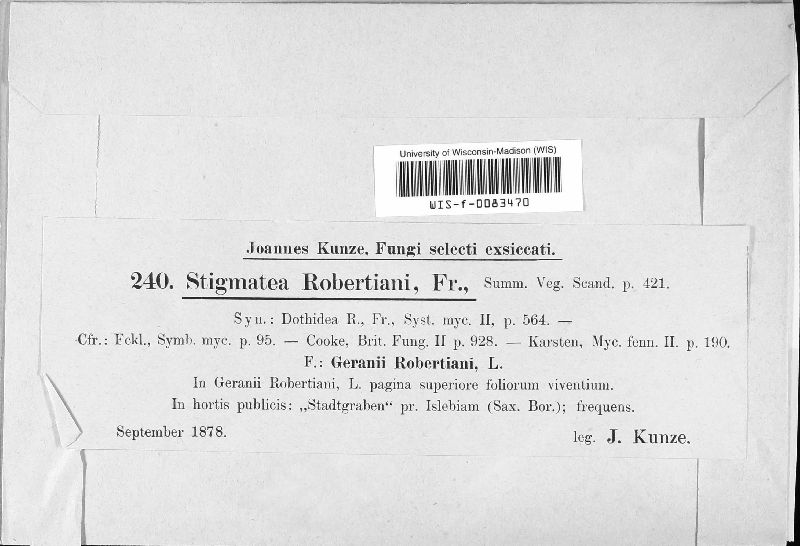 University of Wisconsin-Madison (WIS)
WIS-f-0083470
Joannes Kunze, Fungi selecti exsiccati.
240. Stigmatea Robertiani, Fr., Summ. Veg. Scand. p. 421.
Syn.: Dothidea R., Fr., Syst. myc. II, p. 564. —
Cfr.: Fckl., Symb. myc. p. 95. — Cooke, Brit. Fung. II p. 928. — Karsten, Myc. fenn. II. p. 190.
F.: Geranii Robertiani, L.
In Geranii Robertiani, L. pagina superiore foliorum viventium.
In hortis publicis: „Stadtgraben“ pr. Islebiam (Sax. Bor.); frequens.
September 1878.
leg. J. Kunze.